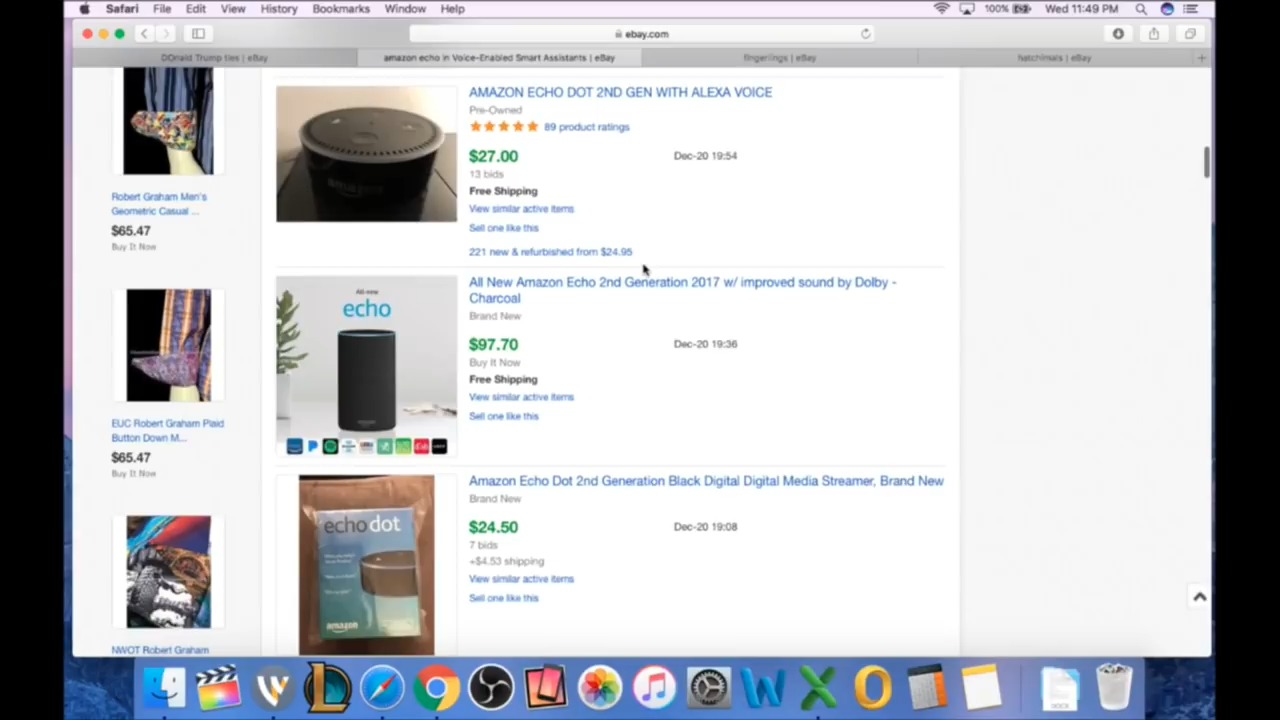 Safari File Edit View History Bookmarks Window Help 100% Wed 11:49 PM
ebay.com
DOnald Trump ties | eBay
amazon echo in Voice-Enabled Smart Assistants | eBay
fingerlings | eBay
hatchimals | eBay
Robert Graham Men's
Geometric Casual ...
$65.47
Buy It Now
EUC Robert Graham Plaid
Button Down M...
$65.47
Buy It Now
NWOT Robert Graham
AMAZON ECHO DOT 2ND GEN WITH ALEXA VOICE
Pre-Owned
89 product ratings
$27.00 Dec-20 19:54
13 bids
Free Shipping
View similar active items
Sell one like this
221 new & refurbished from $24.95
amazon
All New Amazon Echo 2nd Generation 2017 w/ improved sound by Dolby -
Charcoal
Brand New
$97.70 Dec-20 19:36
Buy It Now
Free Shipping
View similar active items
Sell one like this
All-new
echo
Amazon Echo Dot 2nd Generation Black Digital Digital Media Streamer, Brand New
Brand New
$24.50 Dec-20 19:08
7 bids
+$4.53 shipping
View similar active items
Sell one like this
echo dot
amazon